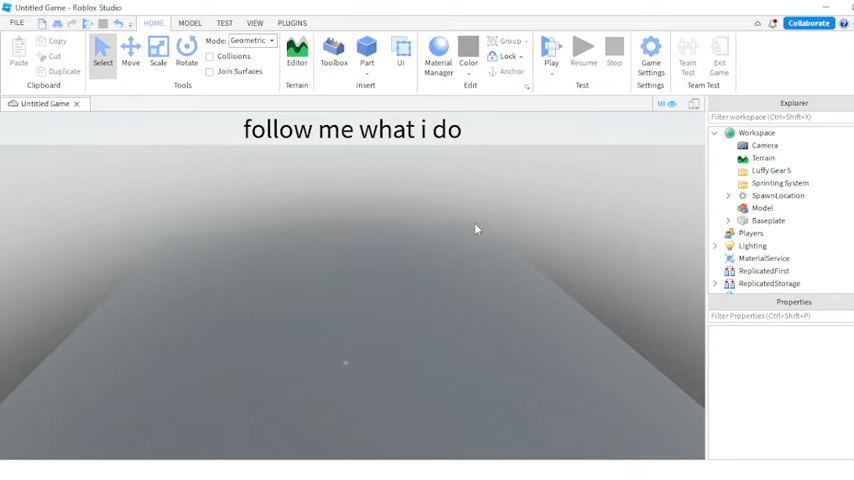 Untitled Game - Roblox Studio
FILE
HOME
MODEL
TEST
VIEW
PLUGINS
Collaborate
Paste
Copy
Cut
Duplicate
Clipboard
Select
Move
Scale
Rotate
Mode: Geometric
Collisions
Join Surfaces
Tools
Editor
Terrain
Toolbox
Part
UI
Insert
Material Manager
Color
Group
Lock
Anchor
Edit
Play
Resume
Stop
Test
Game Settings
Settings
Team Test
Exit Game
Team Test
Untitled Game
UI
follow me what i do
Explorer
Filter workspace (Ctrl+Shift+X)
Workspace
Camera
Terrain
Luffy Gear 5
Sprinting System
SpawnLocation
Model
Baseplate
Players
Lighting
MaterialService
ReplicatedFirst
ReplicatedStorage
Properties
Filter Properties (Ctrl+Shift+P)